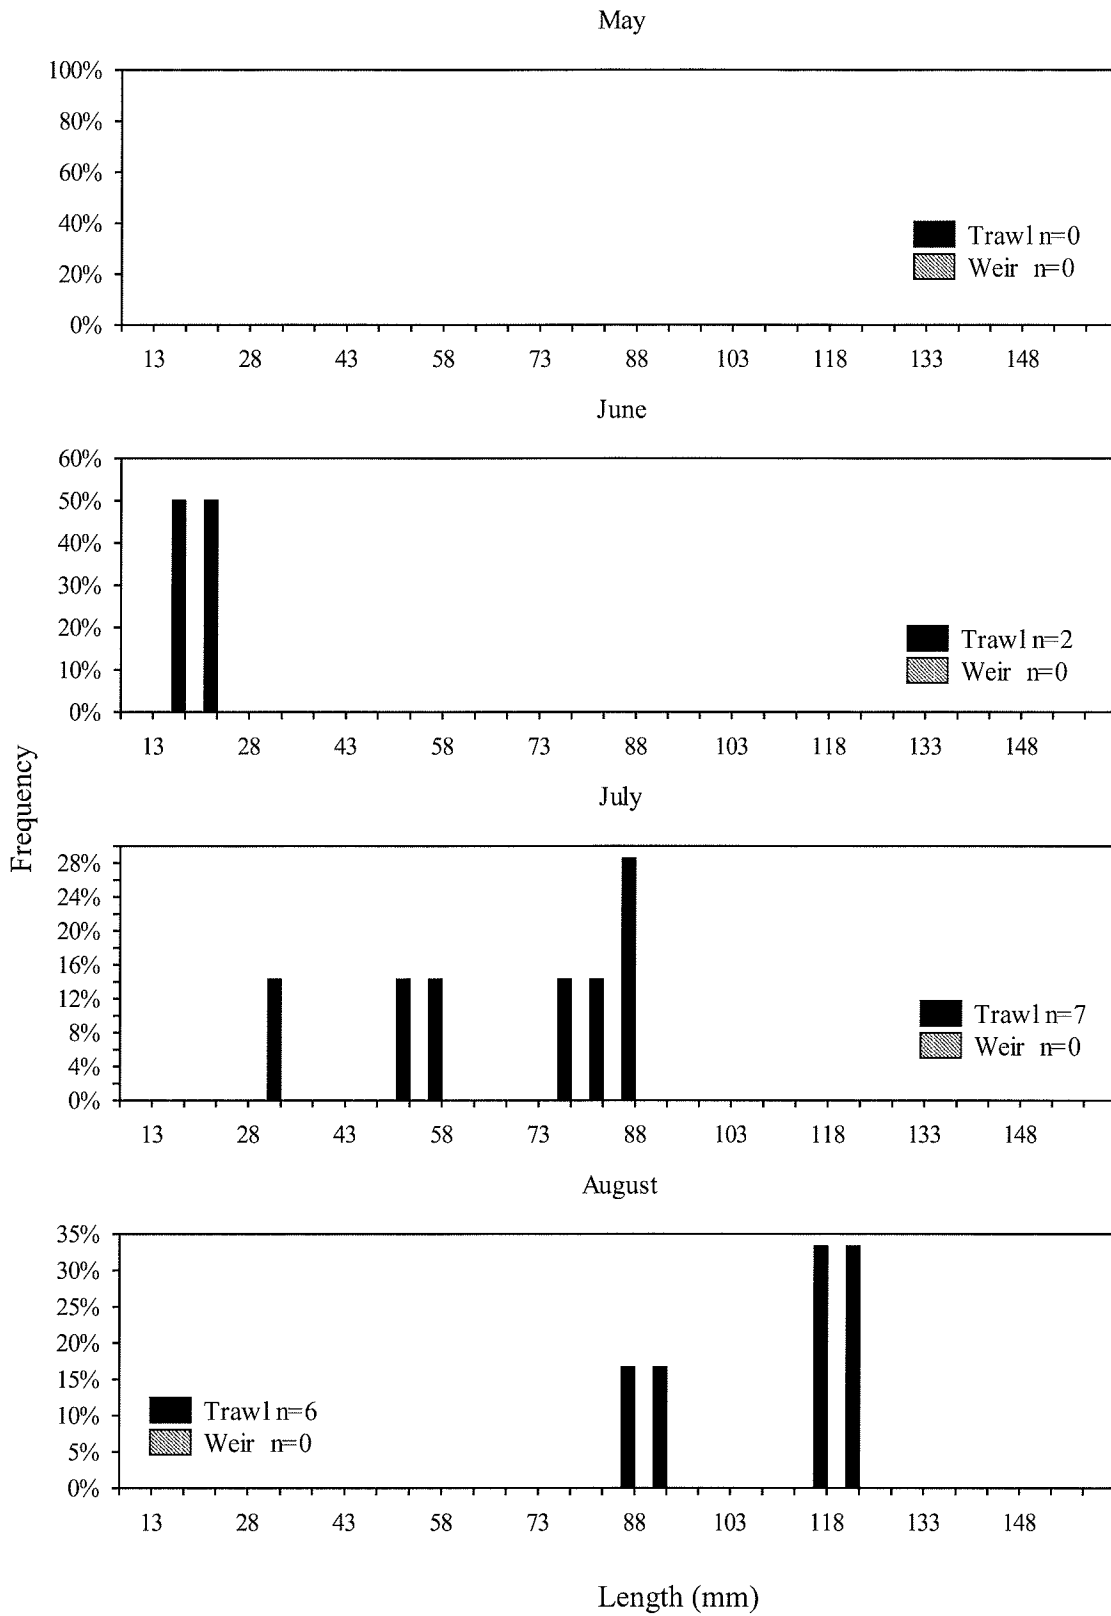 May
100%
80%
60%
40%
20%
0%
Trawl n=0
Weir n=0
13 28 43 58 73 88 103 118 133 148
June
60%
50%
40%
30%
20%
10%
0%
Trawl n=2
Weir n=0
13 28 43 58 73 88 103 118 133 148
Frequency
July
28%
24%
20%
16%
12%
8%
4%
0%
Trawl n=7
Weir n=0
13 28 43 58 73 88 103 118 133 148
August
35%
30%
25%
20%
15%
10%
5%
0%
Trawl n=6
Weir n=0
13 28 43 58 73 88 103 118 133 148
Length (mm)